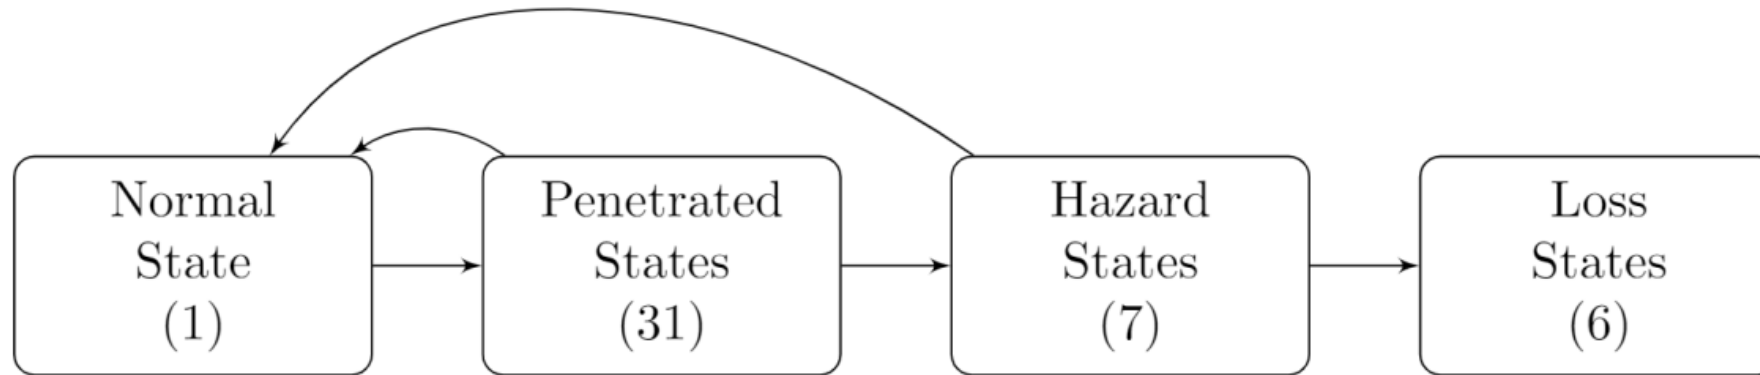 Normal
State
(1)
Penetrated
States
(31)
Hazard
States
(7)
Loss
States
(6)